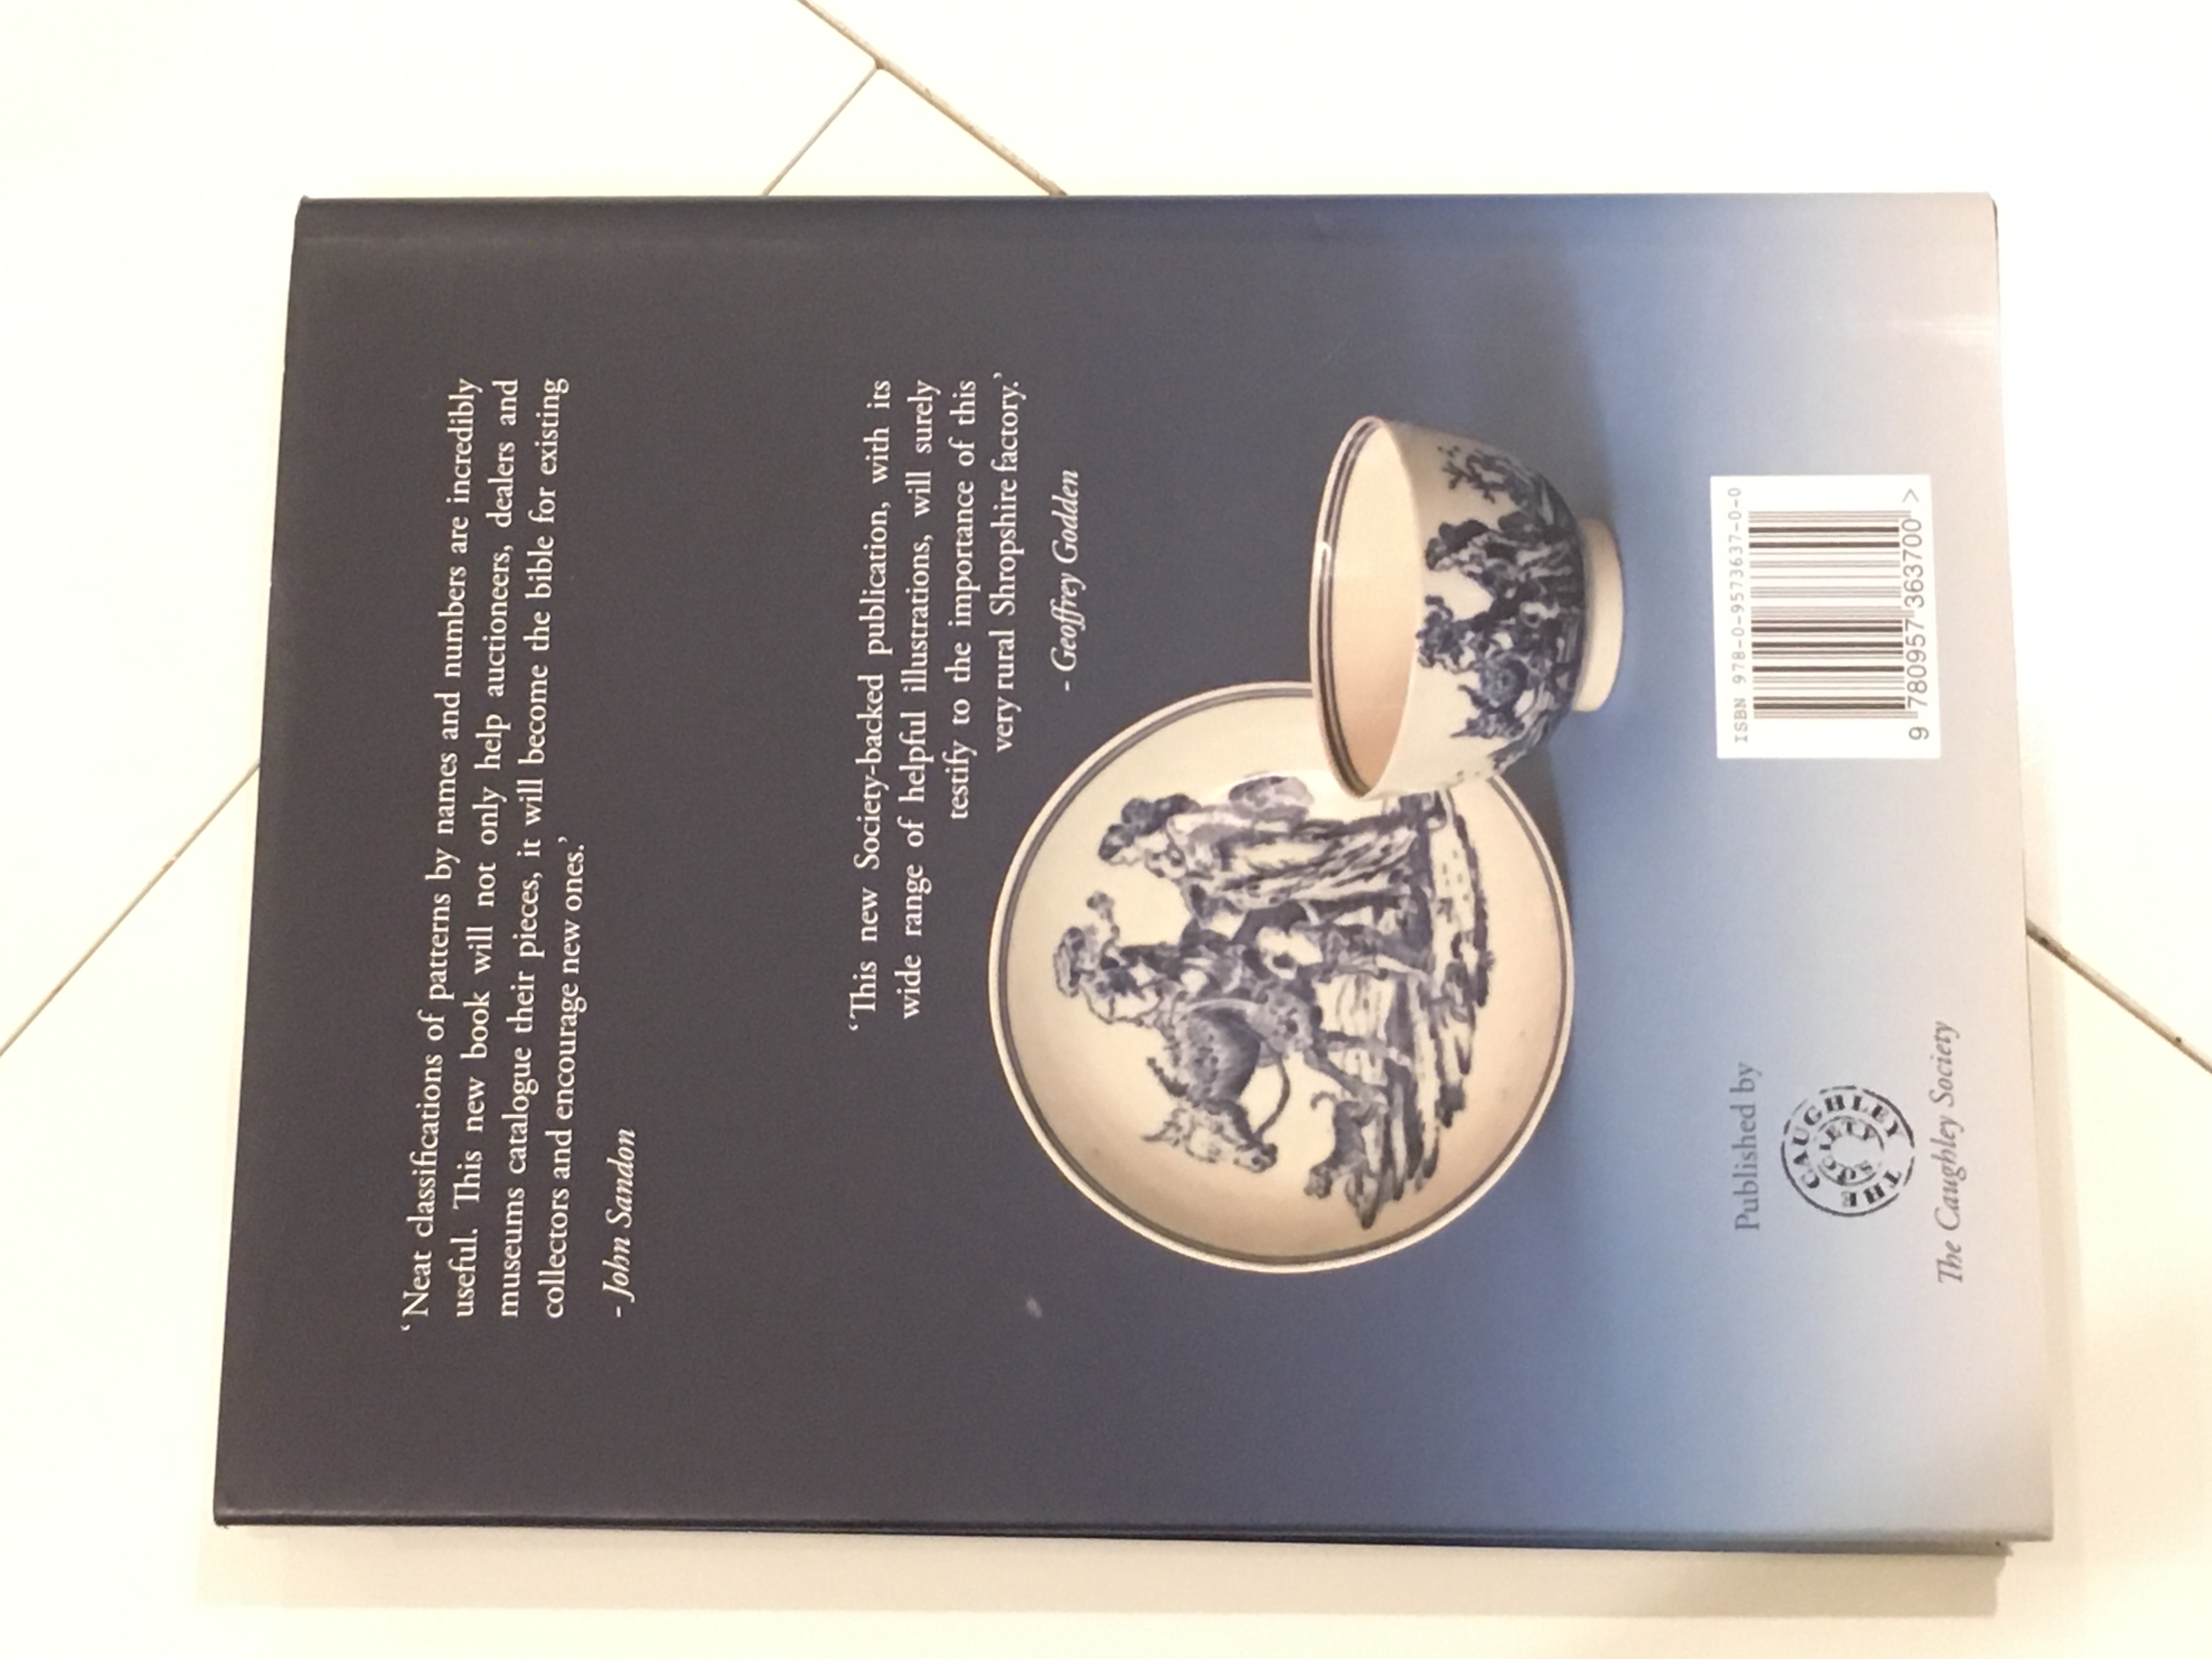 ‘Neat classifications of patterns by names and numbers are incredibly
useful. This new book will not only help auctioneers, dealers and
museums catalogue their pieces, it will become the bible for existing
collectors and encourage new ones.’
- John Sandon
‘This new Society-backed publication, with its
wide range of helpful illustrations, will surely
testify to the importance of this
very rural Shropshire factory.’
- Geoffrey Godden
Published by
THE CAUGHLEY
SOCIETY
The Caughley Society
ISBN 978-0-9573637-0-0
9 780957 363700 >